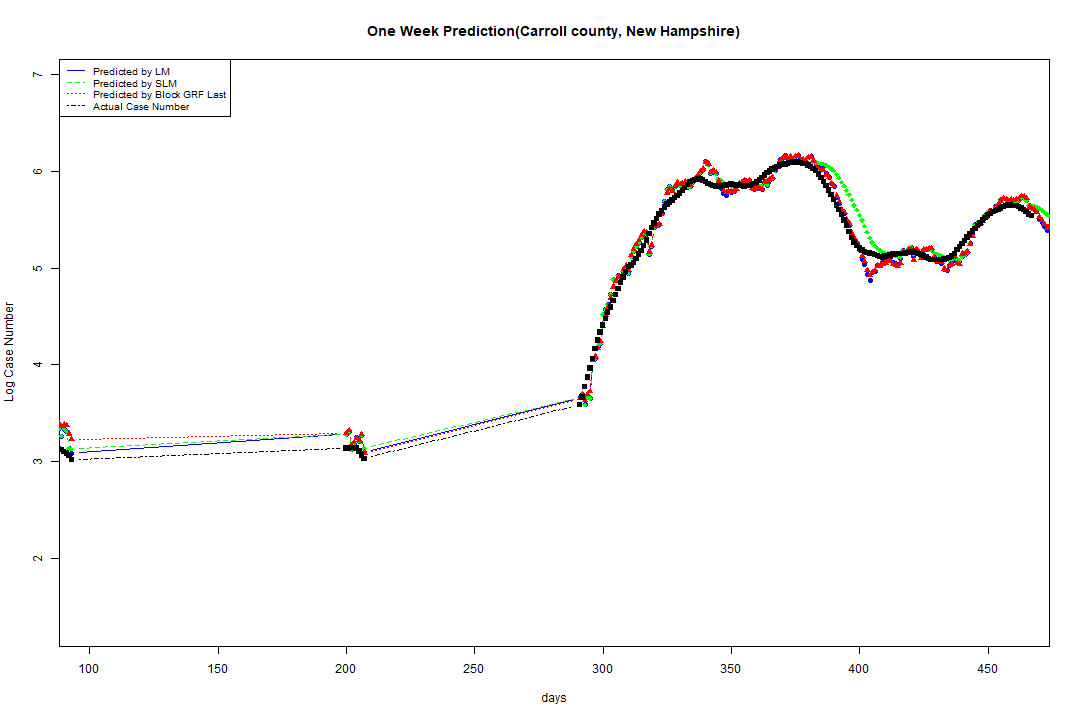 One Week Prediction(Carroll county, New Hampshire)
Predicted by LM
Predicted by SLM
Predicted by Block GRF Last
Actual Case Number
7
6
5
4
3
2
Log Case Number
100 150 200 250 300 350 400 450
days